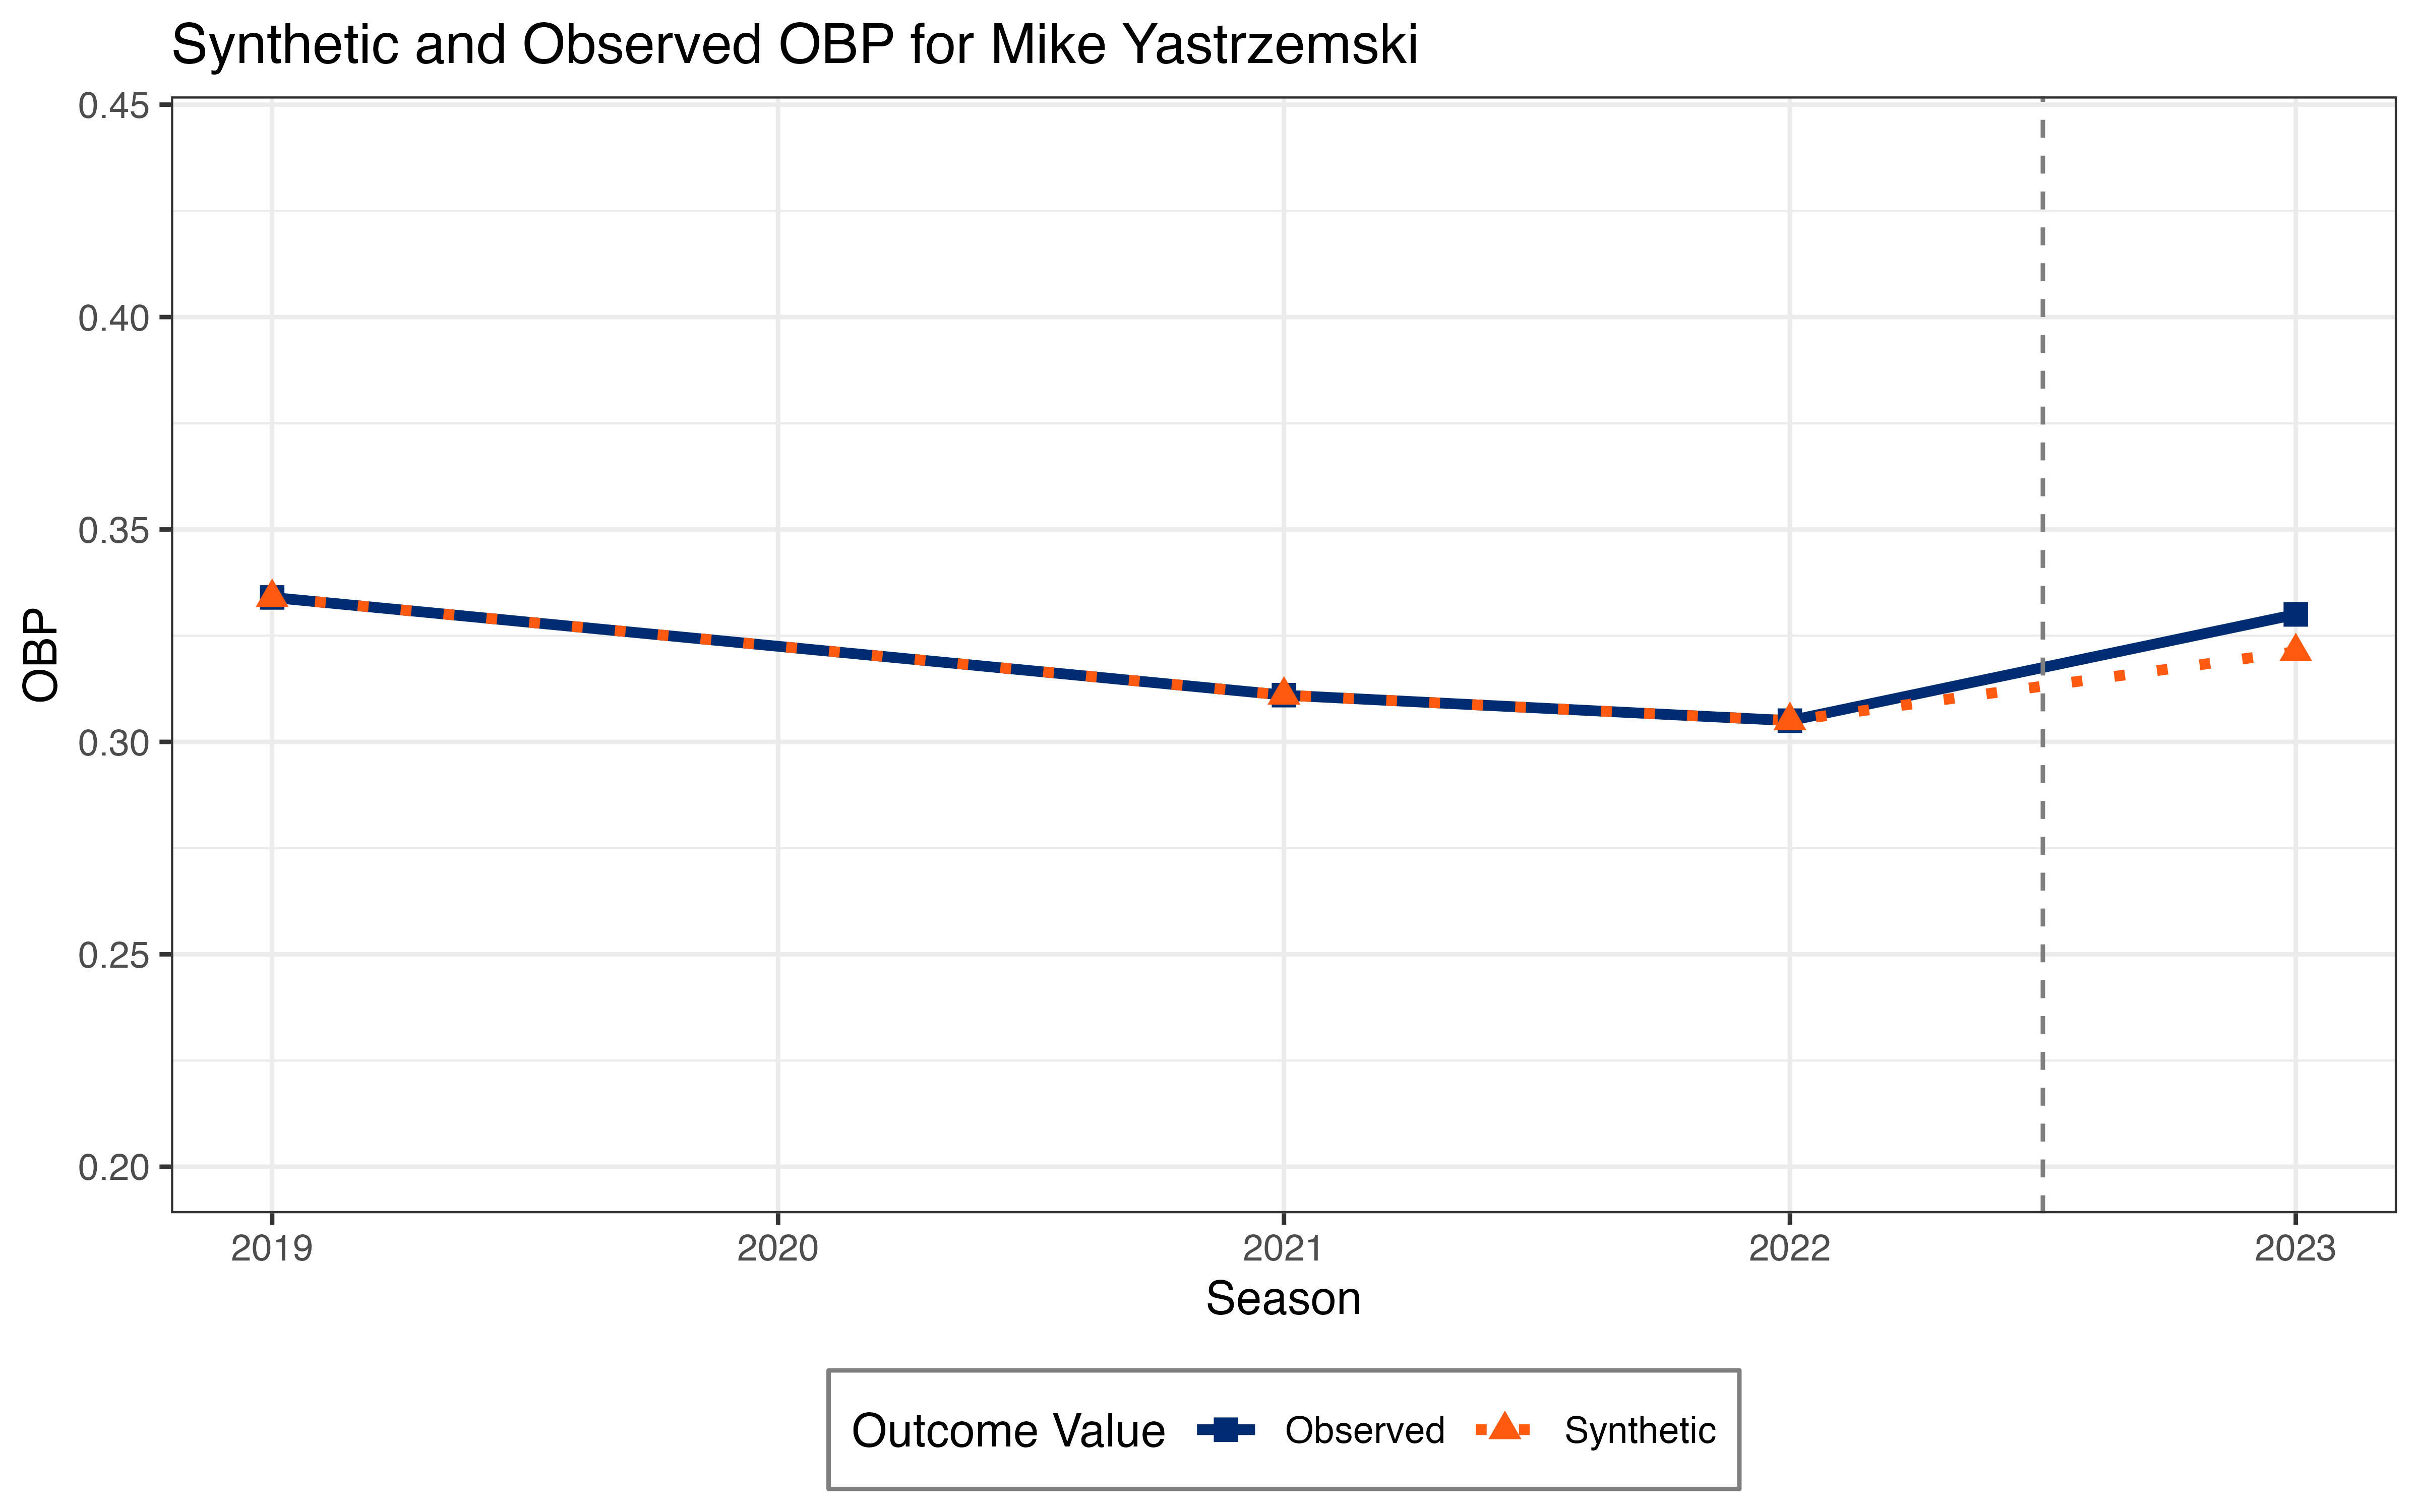 Synthetic and Observed OBP for Mike Yastrzemski
0.45
0.40
0.35
0.30
0.25
0.20
OBP
2019 2020 2021 2022 2023
Season
Outcome Value Observed Synthetic